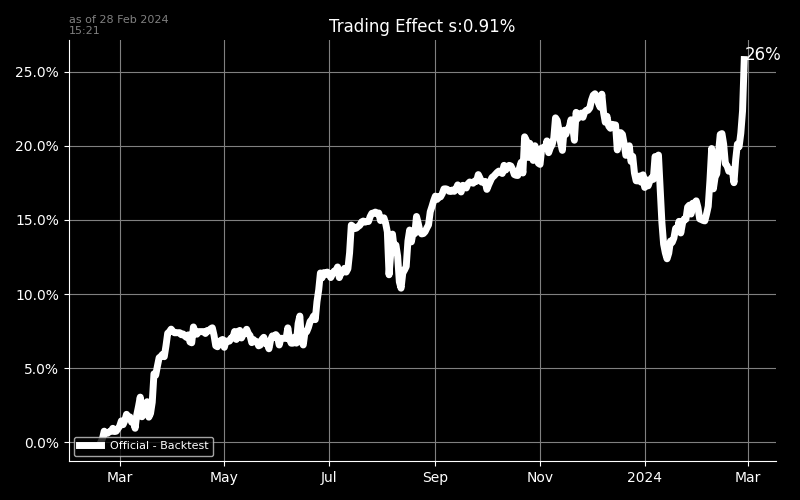 as of 28 Feb 2024
15:21
Trading Effect s:0.91%
26%
25.0%
20.0%
15.0%
10.0%
5.0%
0.0%
Official - Backtest
Mar May Jul Sep Nov 2024 Mar